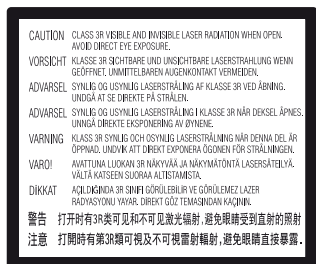 CAUTION CLASS 3R VISIBLE AND INVISIBLE LASER RADIATION WHEN OPEN.
AVOID DIRECT EYE EXPOSURE.
VORSICHT KLASSE 3R SICHTBARE UND UNSICHTBARE LASERSTRAHLUNG WENN
GEÖFFNET. UNMITTELBAREN AUGENKONTAKT VERMEIDEN.
ADVARSEL SYNLIG OG USYNLIG LASERSTRÅLING AF KLASSE 3R VED ÅBNING.
UNDGÅ AT SE DIREKTE PÅ STRÅLEN.
ADVARSEL SYNLIG OG USYNLIG LASERSTRÅLING I KLASSE 3R NÅR DEKSEL ÅPNES.
UNNGÅ DIREKTE EKSPONERING AV ØYNENE.
VARNING KLASS 3R SYNLIG OCH OSYNLIG LASERSTRÅLNING NÄR DENNA DEL ÄR
ÖPPNAD. UNDVIK ATT DIREKT EXPONERA ÖGONEN FÖR STRÅLNINGEN.
VARO! AVATTUNA LUOKAN 3R NÄKYVÄÄ JA NÄKYMÄTÖNTÄ LASERSÄTEILYÄ.
VÄLTÄ KATSEEN SUORAA ALTISTAMISTA.
DİKKAT AÇILDIĞINDA 3R SINIFI GÖRÜLEBİLİR VE GÖRÜLEMEZ LAZER
RADYASYONU YAYAR. DİREKT GÖZ TEMASINDAN KAÇININ.
警告 打开时有3R类可见和不可见激光辐射,避免眼睛受到直射的照射
注意 打開時有第3R類可視及不可視雷射輻射,避免眼睛直接暴露.